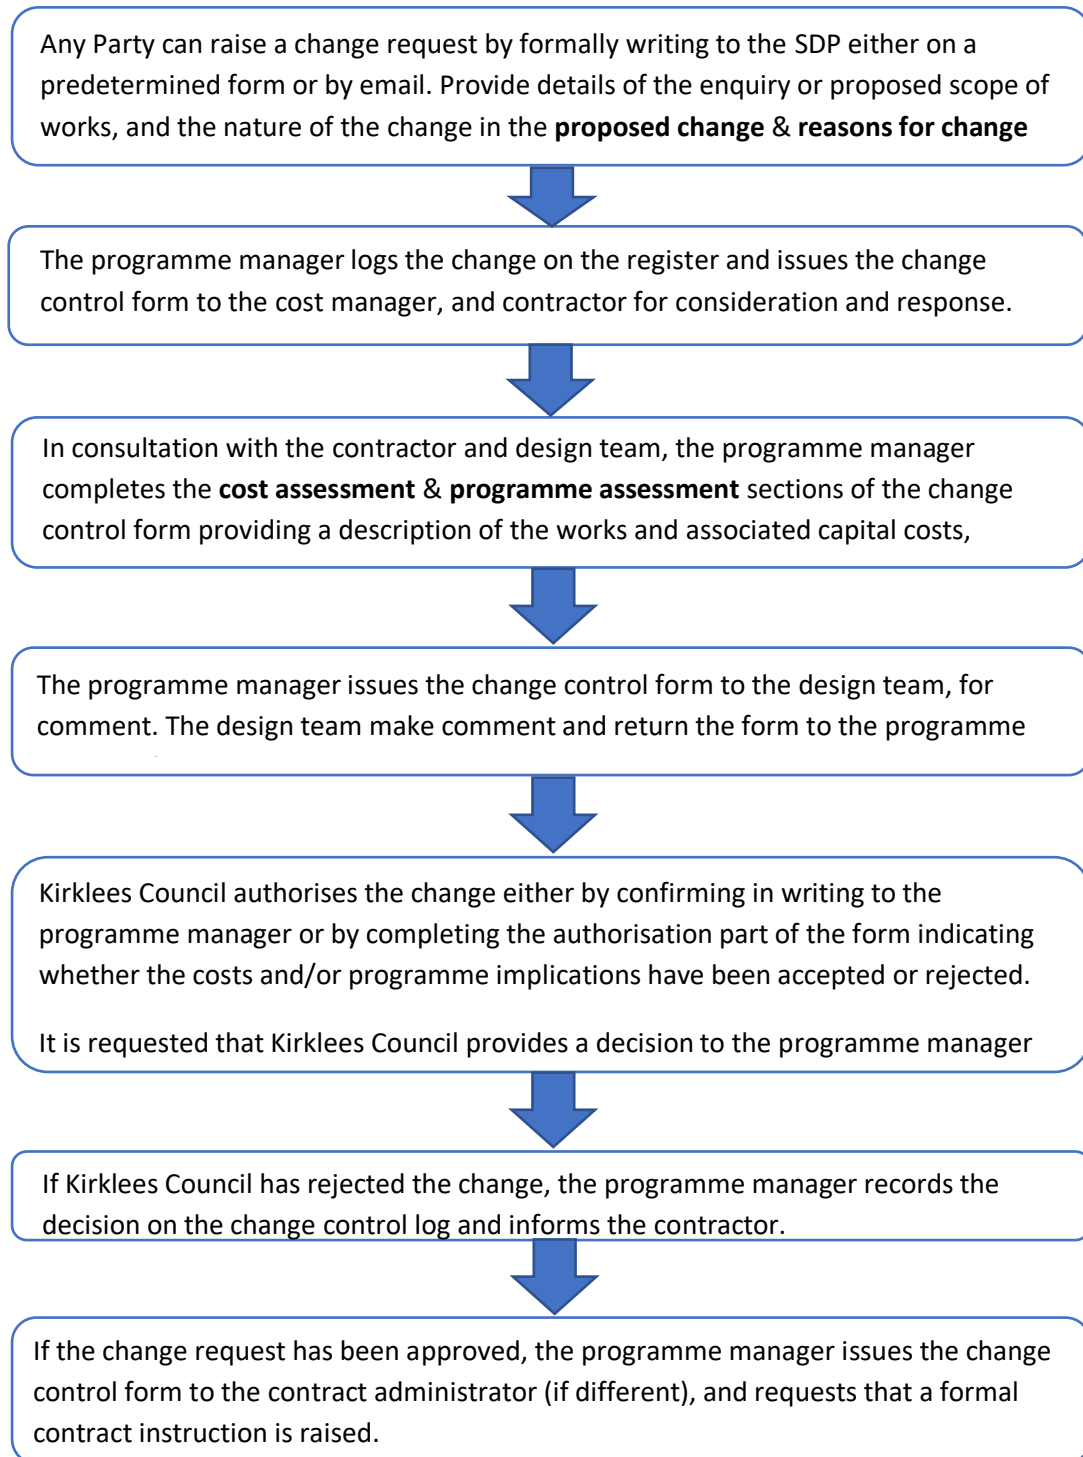 Any Party can raise a change request by formally writing to the SDP either on a
predetermined form or by email. Provide details of the enquiry or proposed scope of
works, and the nature of the change in the proposed change & reasons for change
The programme manager logs the change on the register and issues the change
control form to the cost manager, and contractor for consideration and response.
In consultation with the contractor and design team, the programme manager
completes the cost assessment & programme assessment sections of the change
control form providing a description of the works and associated capital costs,
The programme manager issues the change control form to the design team, for
comment. The design team make comment and return the form to the programme
Kirklees Council authorises the change either by confirming in writing to the
programme manager or by completing the authorisation part of the form indicating
whether the costs and/or programme implications have been accepted or rejected.
It is requested that Kirklees Council provides a decision to the programme manager
If Kirklees Council has rejected the change, the programme manager records the
decision on the change control log and informs the contractor.
If the change request has been approved, the programme manager issues the change
control form to the contract administrator (if different), and requests that a formal
contract instruction is raised.